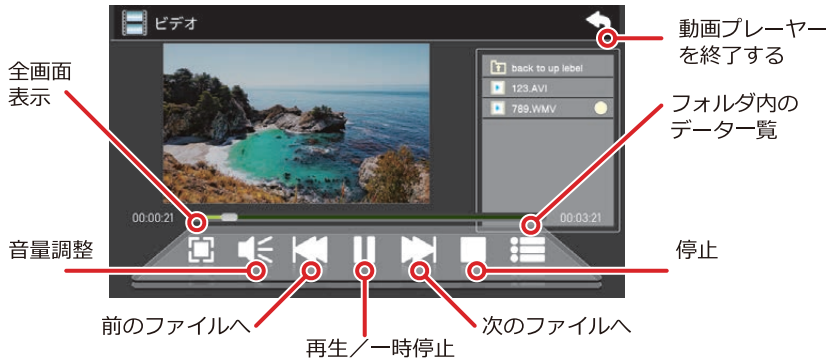 ビデオ
動画プレーヤー
を終了する
全画面
表示
back to up lebel
123.AVI
789.WMV
フォルダ内の
データ一覧
00:00:21
00:03:21
音量調整
停止
前のファイルへ
次のファイルへ
再生／一時停止